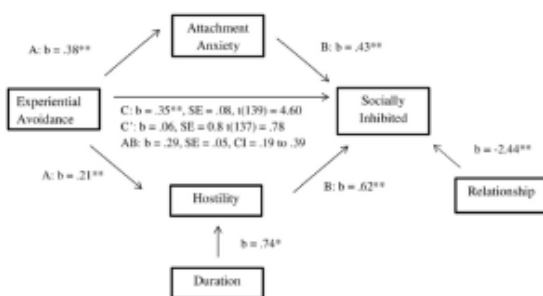 Attachment
Anxiety
A: b = .38**
B: b = .43**
Experiential
Avoidance
Socially
Inhibited
C: b = .35**, SE = .08, t(139) = 4.60
C': b = .06, SE = 0.8 t(137) = .78
AB: b = .29, SE = .05, CI = .19 to .39
A: b = .21**
B: b = .62**
b = -2.44**
Hostility
Relationship
b = .74*
Duration